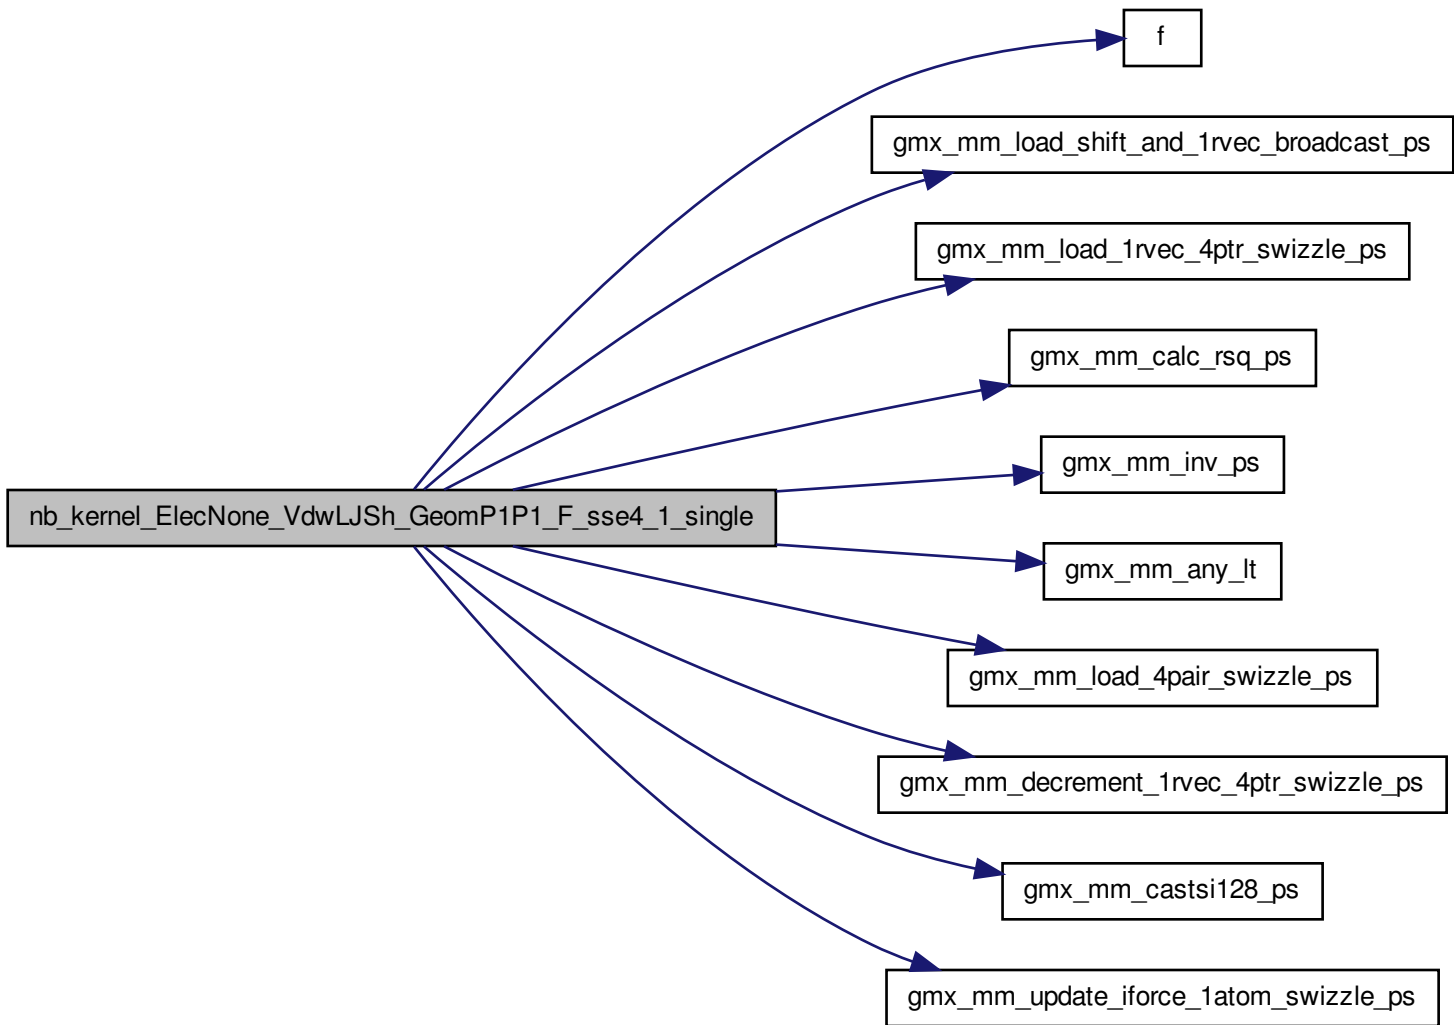 f
gmx_mm_load_shift_and_1rvec_broadcast_ps
gmx_mm_load_1rvec_4ptr_swizzle_ps
gmx_mm_calc_rsq_ps
gmx_mm_inv_ps
nb_kernel_ElecNone_VdwLJSh_GeomP1P1_F_sse4_1_single
gmx_mm_any_lt
gmx_mm_load_4pair_swizzle_ps
gmx_mm_decrement_1rvec_4ptr_swizzle_ps
gmx_mm_castsi128_ps
gmx_mm_update_iforce_1atom_swizzle_ps